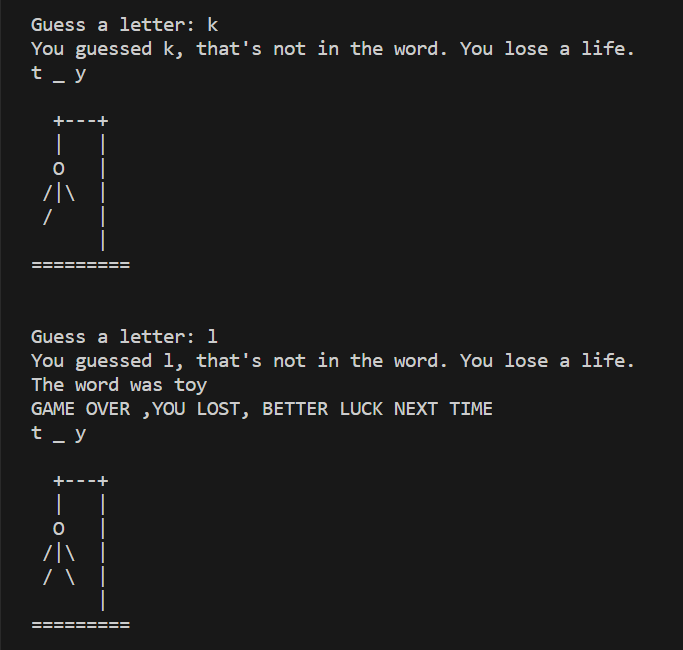 Guess a letter: k
You guessed k, that's not in the word. You lose a life.
t _ y
  +---+
  |   |
  O   |
 /|\  |
 /    |
      |
=========
Guess a letter: l
You guessed l, that's not in the word. You lose a life.
The word was toy
GAME OVER ,YOU LOST, BETTER LUCK NEXT TIME
t _ y
  +---+
  |   |
  O   |
 /|\  |
 / \  |
      |
=========